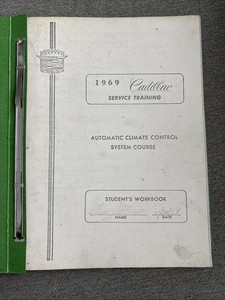 1969 Cadillac
SERVICE TRAINING
AUTOMATIC CLIMATE CONTROL
SYSTEM COURSE
STUDENT'S WORKBOOK
NAME DATE